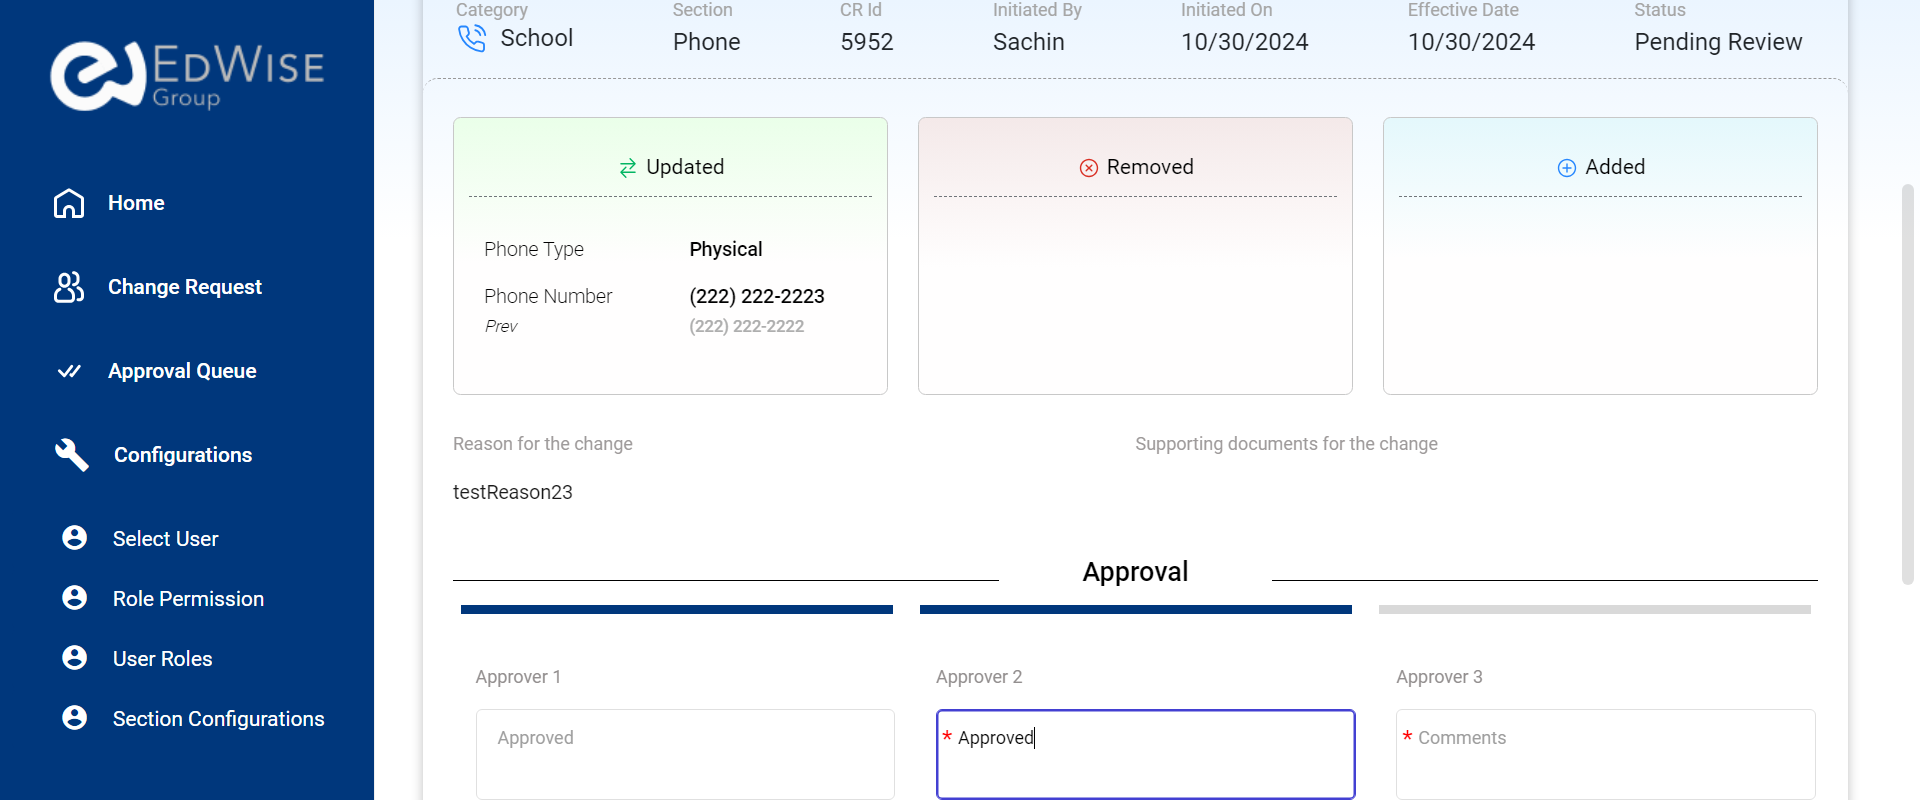 EDWISE
Group
Home
Change Request
Approval Queue
Configurations
Select User
Role Permission
User Roles
Section Configurations
Category Section CR Id Initiated By Initiated On Effective Date Status
School Phone 5952 Sachin 10/30/2024 10/30/2024 Pending Review
Updated
Phone Type Physical
Phone Number (222) 222-2223
Prev (222) 222-2222
Removed
Added
Reason for the change
testReason23
Supporting documents for the change
Approval
Approver 1 Approver 2 Approver 3
Approved * Approved * Comments